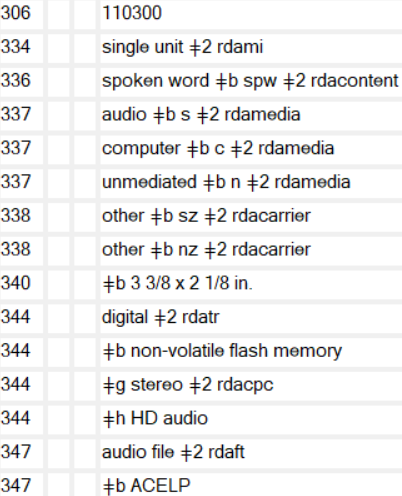 306 110300
334 single unit ǂ2 rdami
336 spoken word ǂb spw ǂ2 rdacontent
337 audio ǂb s ǂ2 rdamedia
337 computer ǂb c ǂ2 rdamedia
337 unmediated ǂb n ǂ2 rdamedia
338 other ǂb sz ǂ2 rdacarrier
338 other ǂb nz ǂ2 rdacarrier
340 ǂb 3 3/8 x 2 1/8 in.
344 digital ǂ2 rdatr
344 ǂb non-volatile flash memory
344 ǂg stereo ǂ2 rdacpc
344 ǂh HD audio
347 audio file ǂ2 rdaft
347 ǂb ACELP